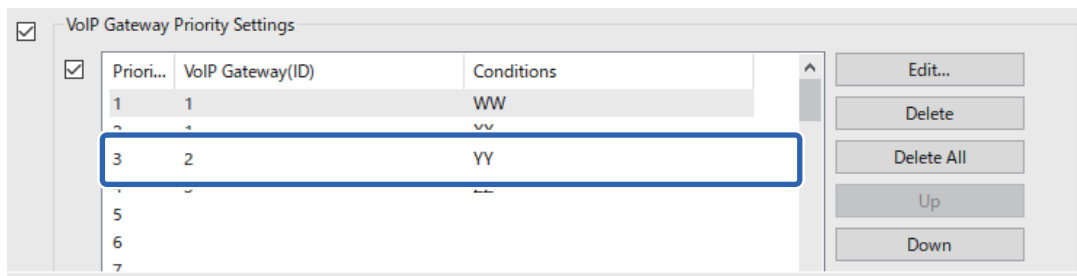 VoIP Gateway Priority Settings
Priori... VoIP Gateway(ID) Conditions
1 1 WW
3 2 YY
5
6
7
Edit...
Delete
Delete All
Up
Down